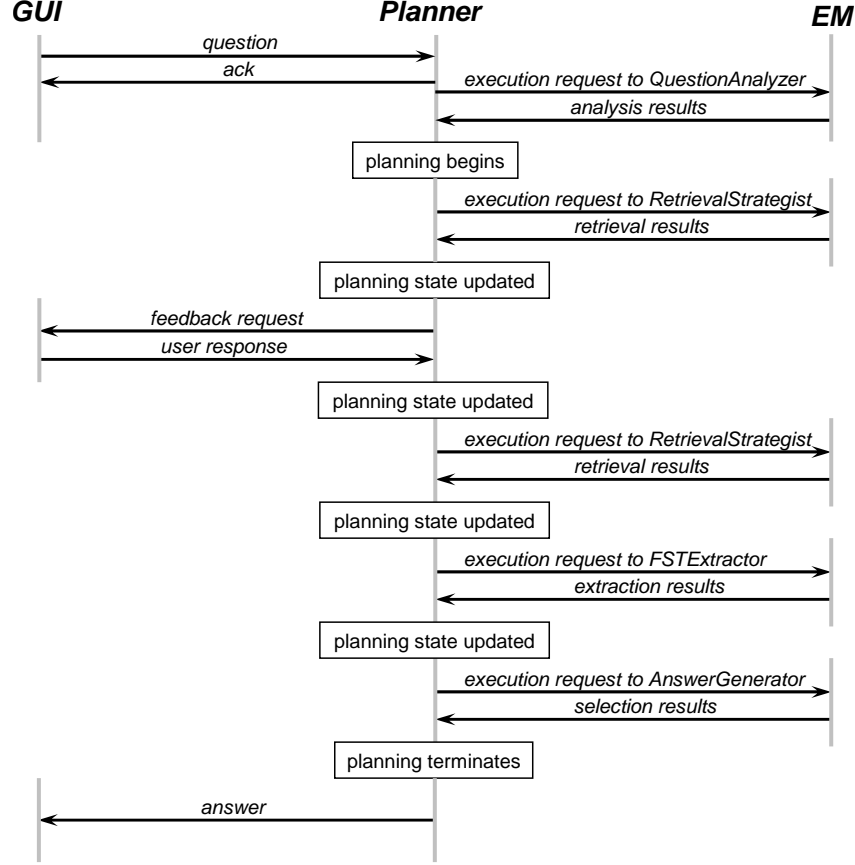 GUI Planner EM
question
ack
execution request to QuestionAnalyzer
analysis results
planning begins
execution request to RetrievalStrategist
retrieval results
planning state updated
feedback request
user response
planning state updated
execution request to RetrievalStrategist
retrieval results
planning state updated
execution request to FSTExtractor
extraction results
planning state updated
execution request to AnswerGenerator
selection results
planning terminates
answer